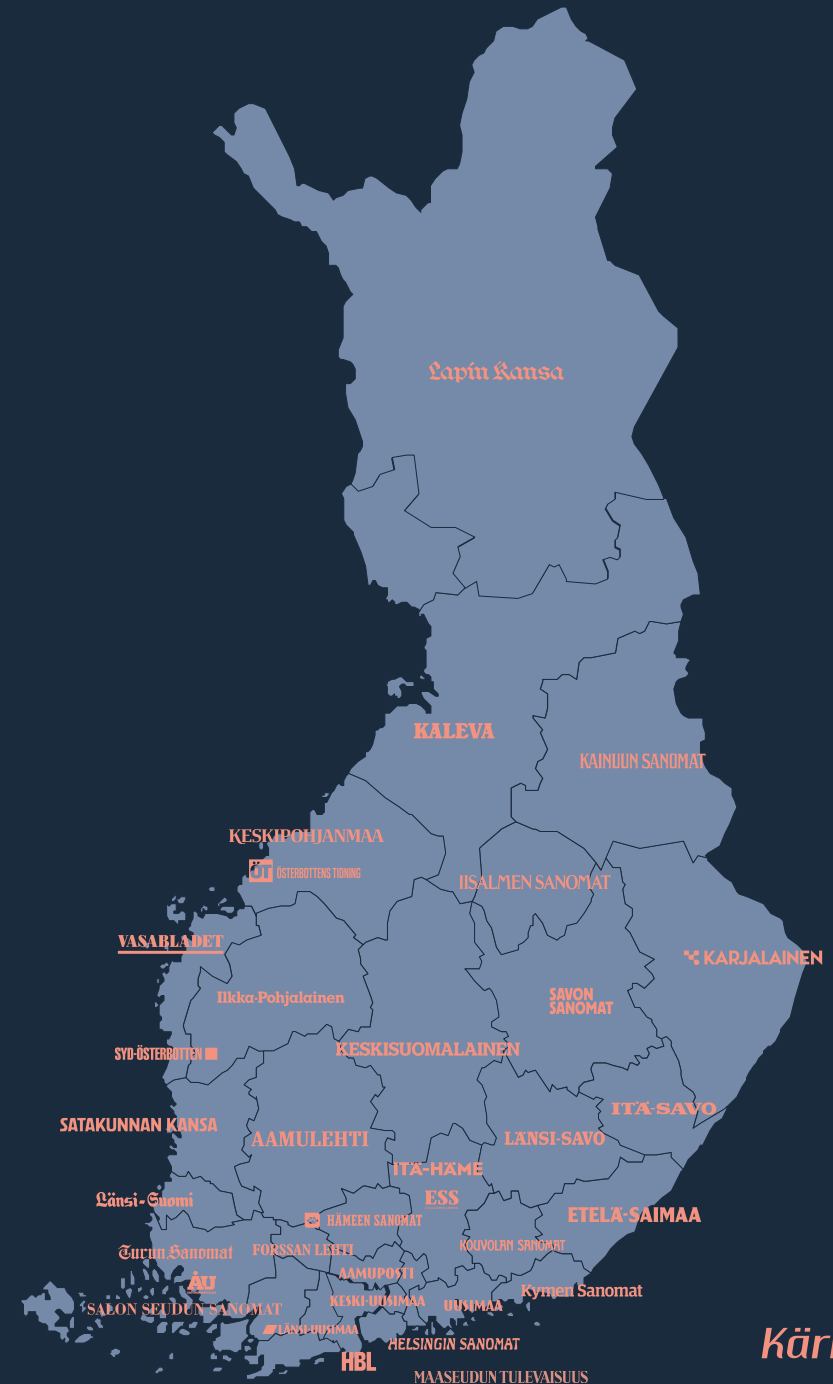 Lapin Kansa
KALEVA
KAINUUN SANOMAT
KESKIPOHJANMAA
ÖT ÖSTERBOTTENS TIDNING
IISALMEN SANOMAT
VASABLADET
KARJALAINEN
Ilkka-Pohjalainen
SAVON
SANOMAT
KESKISUOMALAINEN
SYD-ÖSTERBOTTEN
ITÄ-SAVO
SATAKUNNAN KANSA
AAMULEHTI
LÄNSI-SAVO
ITÄ-HÄME
ESS
Länsi-Suomi
ETELÄ-SAIMAA
HÄMEEN SANOMAT
KOUVOLAN SANOMAT
Turun Sanomat
FORSSAN LEHTI
AAMUPOSTI
ÅU
Kymen Sanomat
KESKI-UUSIMAA
UUSIMAA
SALON SEUDUN SANOMAT
LÄNSI-UUSIMAA
HELSINGIN SANOMAT
HBL
MAASEUDUN TULEVAISUUS